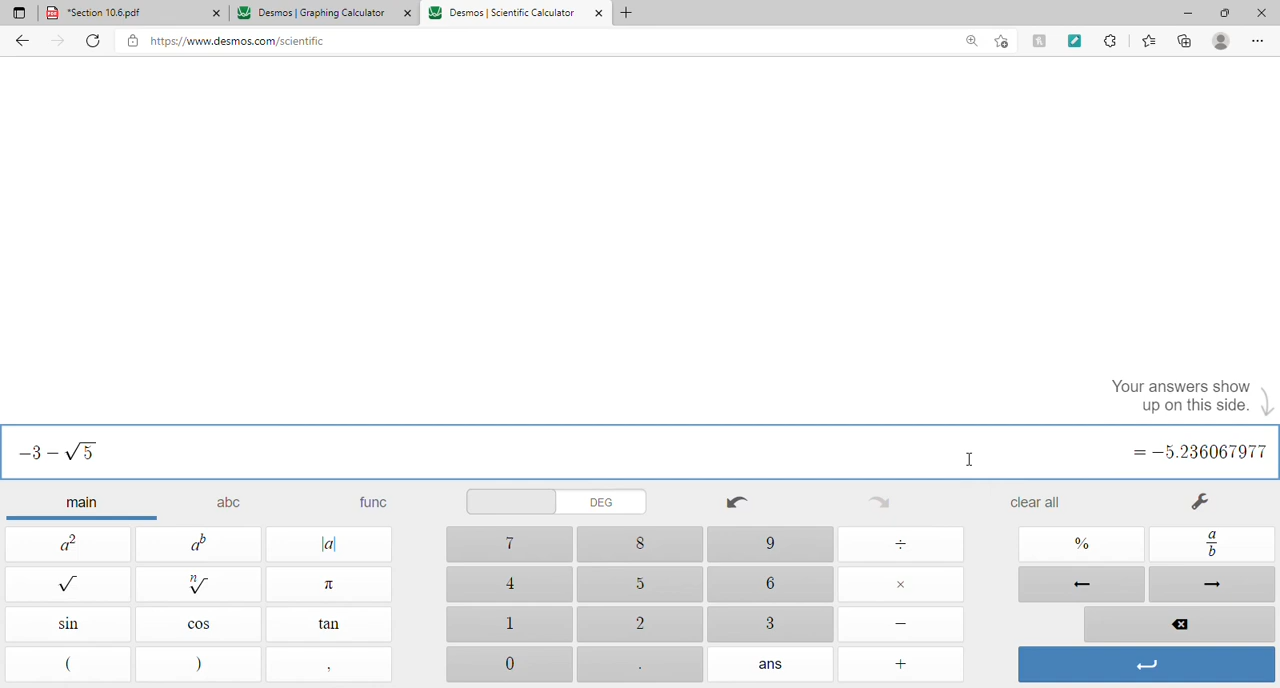 *Section 10.6.pdf
Desmos | Graphing Calculator
Desmos | Scientific Calculator
https://www.desmos.com/scientific
Your answers show
up on this side.
−3 − √5 = −5.236067977
main abc func DEG clear all
a² aᵇ |a| 7 8 9 ÷ % a/b
√ ⁿ√ π 4 5 6 × ← →
sin cos tan 1 2 3 −
( ) , 0 . ans +